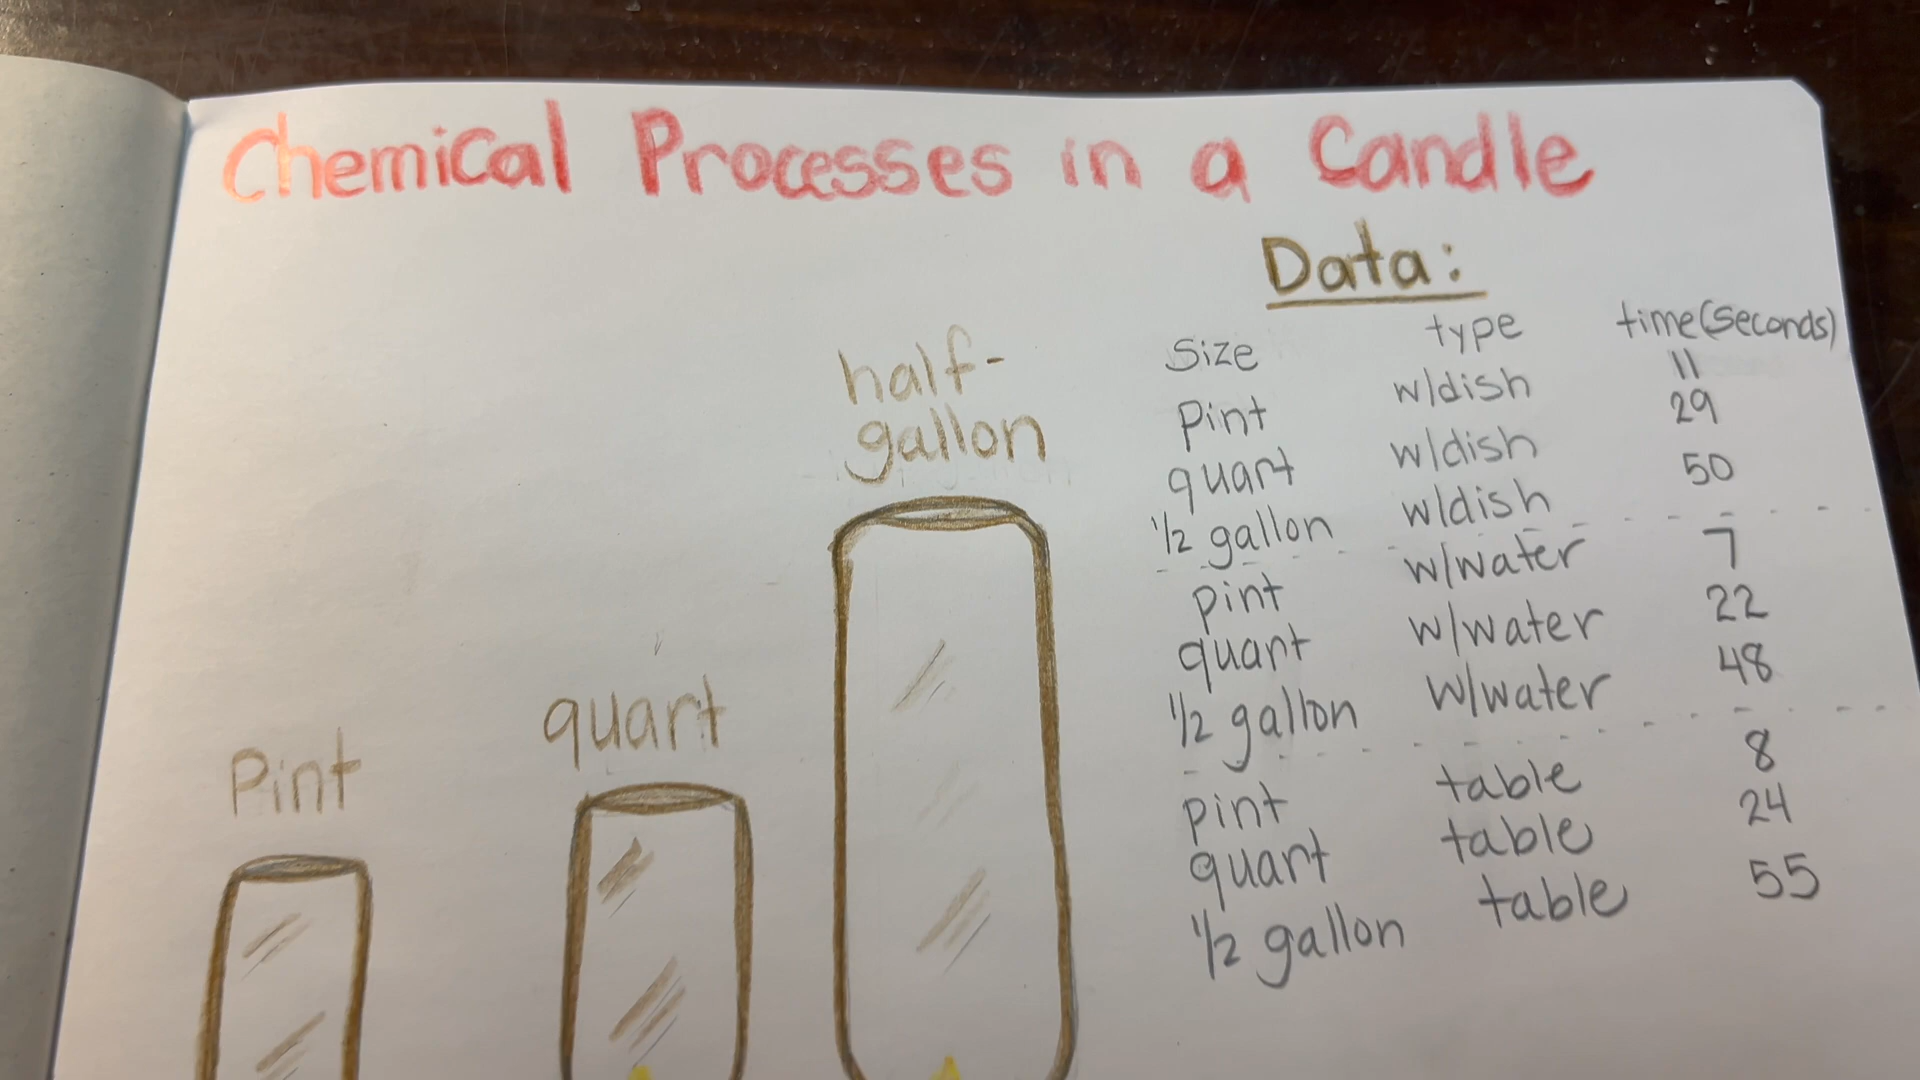 Chemical Processes in a Candle
Data:
Size type time(seconds)
pint w/dish 11
quart w/dish 29
1/2 gallon w/dish 50
pint w/water 7
quart w/water 22
1/2 gallon w/water 48
pint table 8
quart table 24
1/2 gallon table 55
half-
gallon
quart
Pint